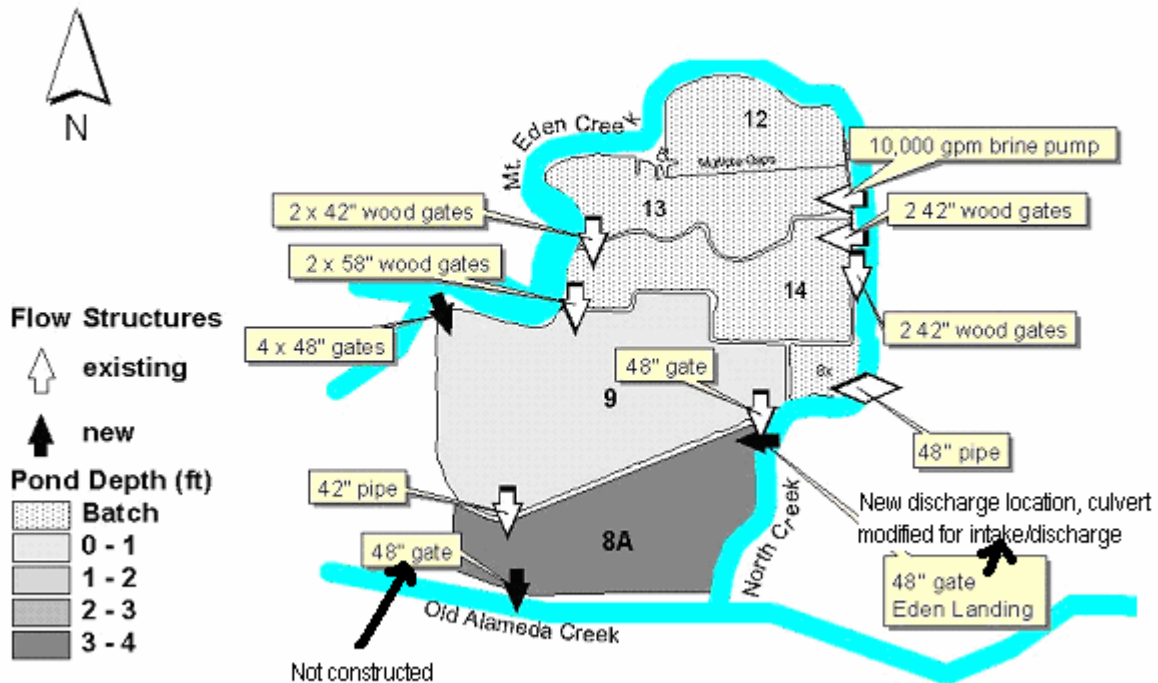 N
Mt. Eden Creek
12
10,000 gpm brine pump
2 x 42" wood gates
13
2 42" wood gates
2 x 58" wood gates
14
Flow Structures
existing
new
4 x 48" gates
2 42" wood gates
48" gate
8x
9
Pond Depth (ft)
Batch
0 - 1
1 - 2
2 - 3
3 - 4
42" pipe
48" pipe
New discharge location, culvert
modified for intake/discharge
8A
48" gate
North Creek
48" gate
Eden Landing
Old Alameda Creek
Not constructed